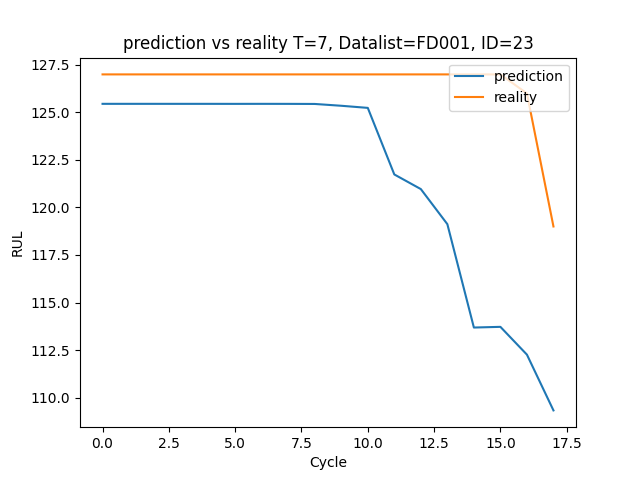 prediction vs reality T=7, Datalist=FD001, ID=23
127.5
125.0
122.5
120.0
117.5
115.0
112.5
110.0
RUL
prediction
reality
0.0 2.5 5.0 7.5 10.0 12.5 15.0 17.5
Cycle